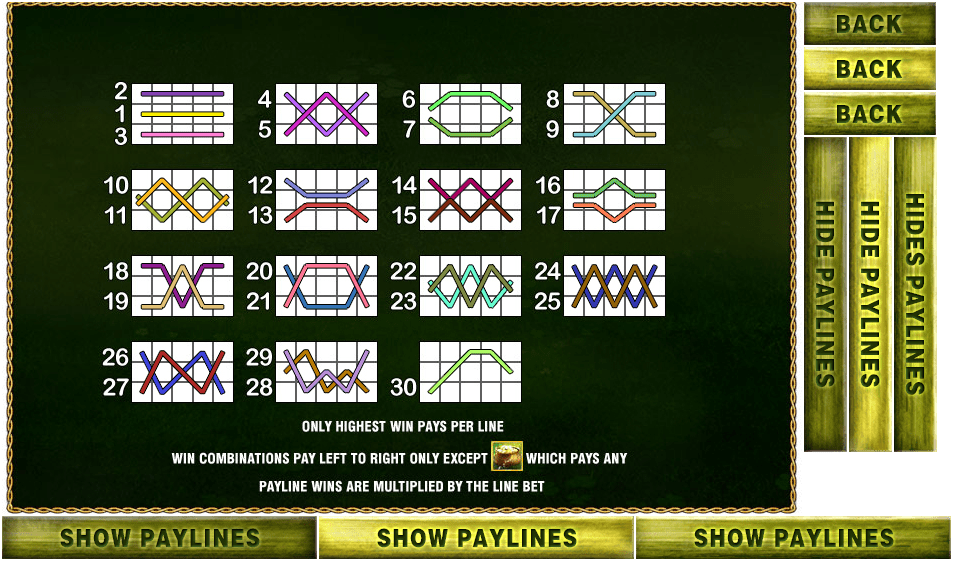 2
1
3
4
5
6
7
8
9
10
11
12
13
14
15
16
17
18
19
20
21
22
23
24
25
26
27
29
28
30
ONLY HIGHEST WIN PAYS PER LINE
WIN COMBINATIONS PAY LEFT TO RIGHT ONLY EXCEPT WHICH PAYS ANY
PAYLINE WINS ARE MULTIPLIED BY THE LINE BET
BACK
BACK
BACK
HIDE PAYLINES
HIDE PAYLINES
HIDES PAYLINES
SHOW PAYLINES
SHOW PAYLINES
SHOW PAYLINES